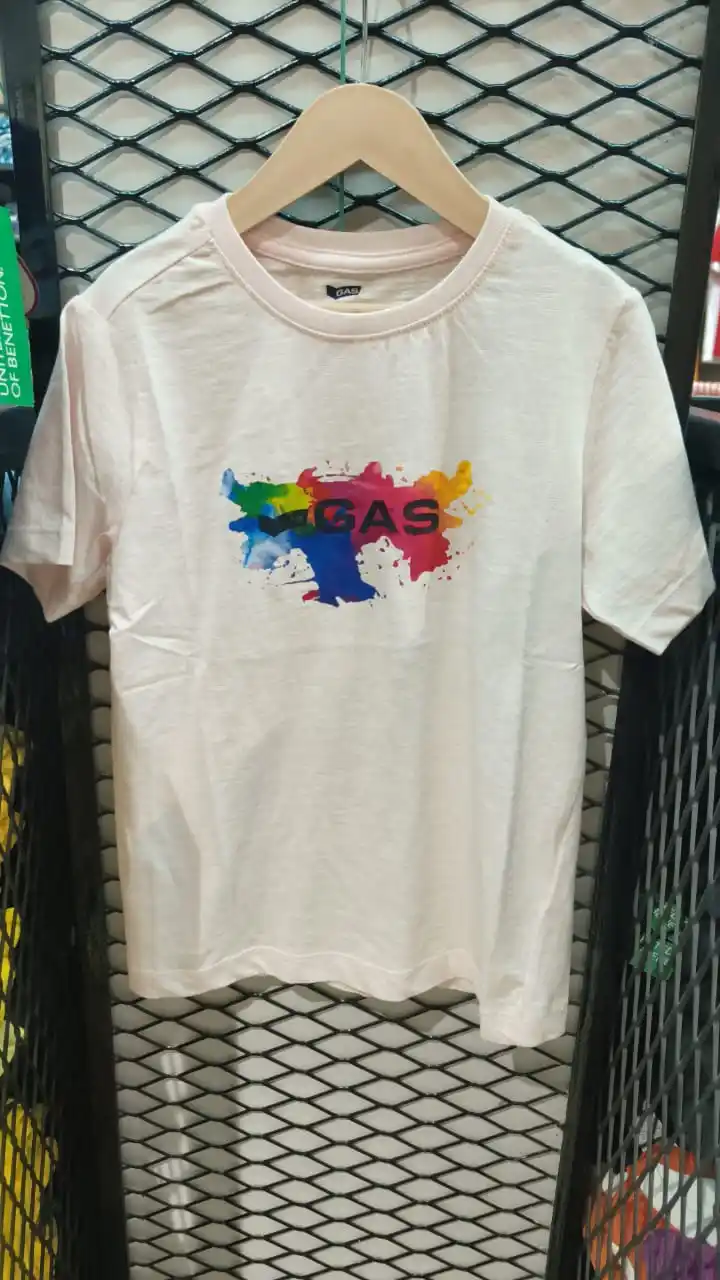 GAS
GAS
UNITED
OF BENETTON.